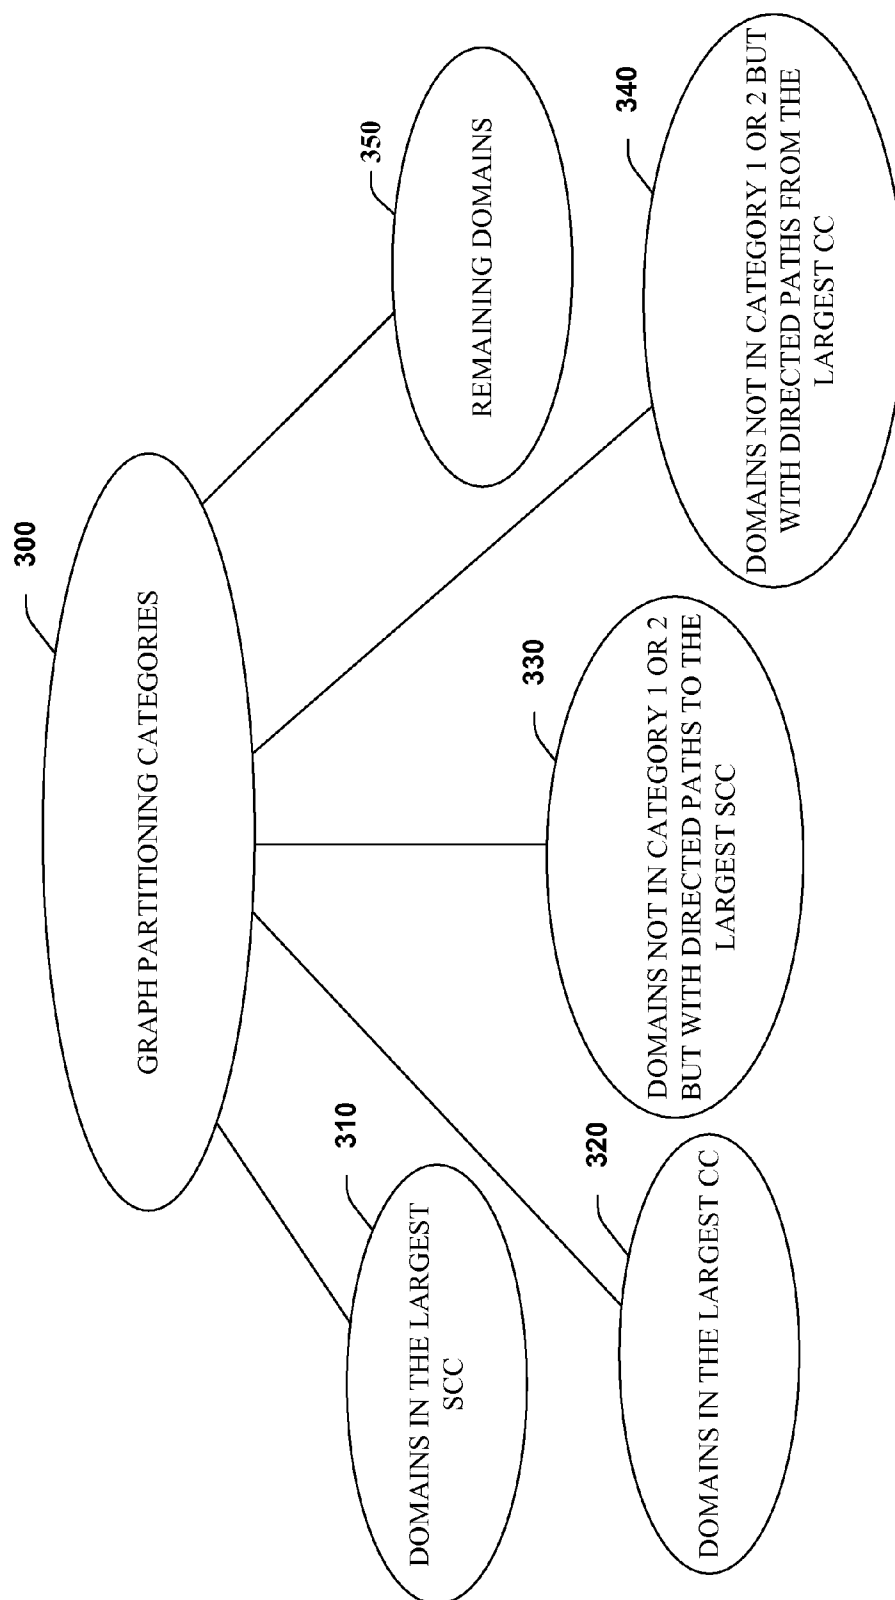 300
GRAPH PARTITIONING CATEGORIES
310
DOMAINS IN THE LARGEST
SCC
320
DOMAINS IN THE LARGEST CC
330
DOMAINS NOT IN CATEGORY 1 OR 2
BUT WITH DIRECTED PATHS TO THE
LARGEST SCC
340
DOMAINS NOT IN CATEGORY 1 OR 2 BUT
WITH DIRECTED PATHS FROM THE
LARGEST CC
350
REMAINING DOMAINS